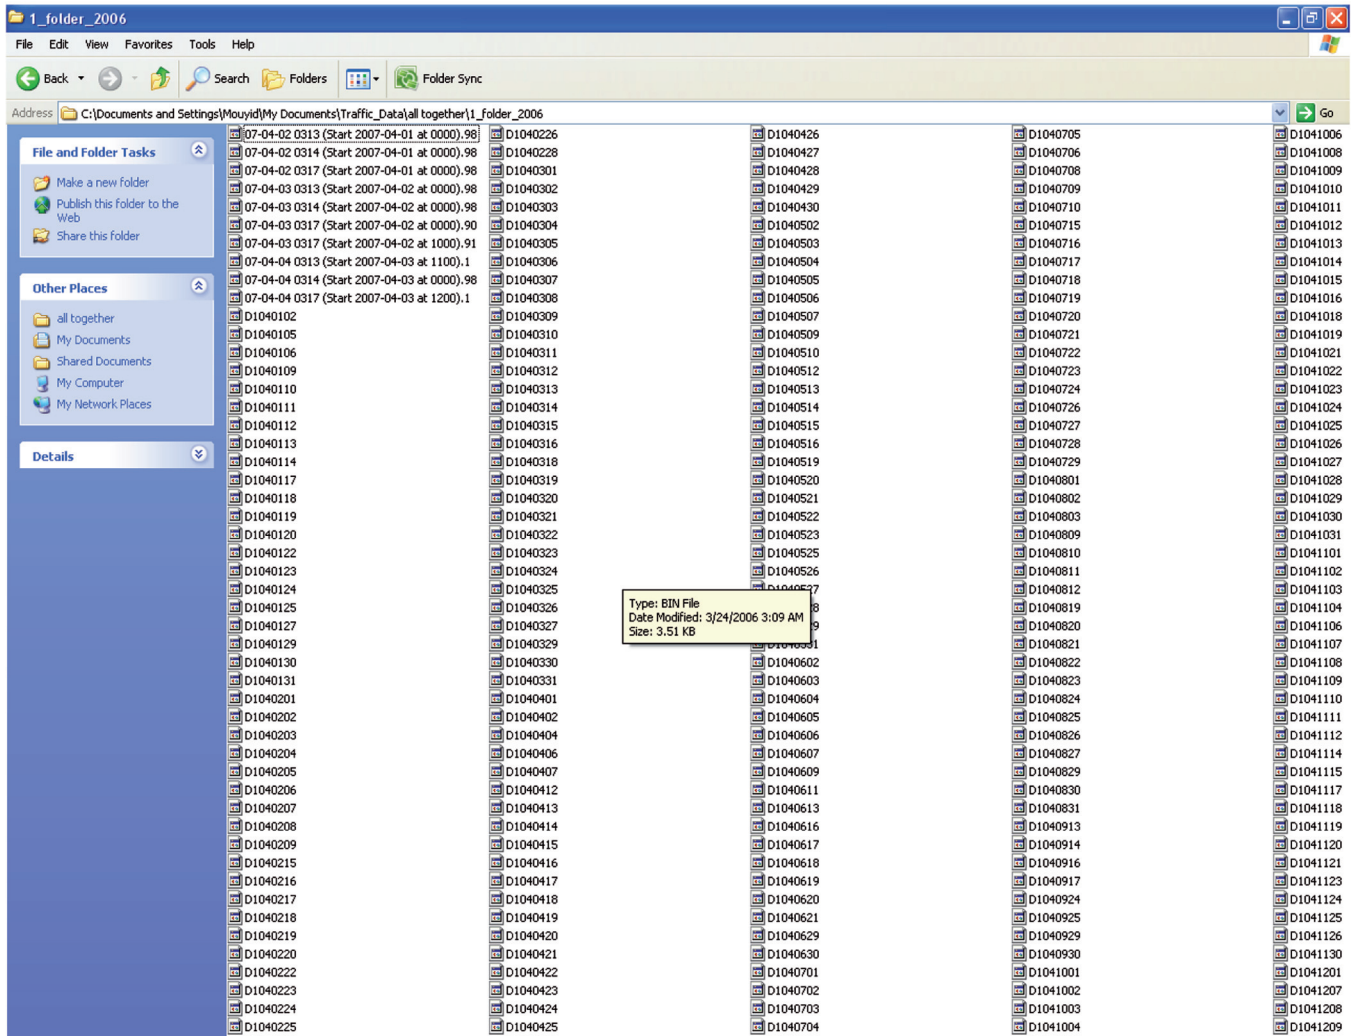 1_folder_2006
File Edit View Favorites Tools Help
Back Search Folders Folder Sync
Address C:\Documents and Settings\Mouyid\My Documents\Traffic_Data\all together\1_folder_2006 Go
File and Folder Tasks
Make a new folder
Publish this folder to the
Web
Share this folder
Other Places
all together
My Documents
Shared Documents
My Computer
My Network Places
Details
07-04-02 0313 (Start 2007-04-01 at 0000).98
07-04-02 0314 (Start 2007-04-01 at 0000).98
07-04-02 0317 (Start 2007-04-01 at 0000).98
07-04-03 0313 (Start 2007-04-02 at 0000).98
07-04-03 0314 (Start 2007-04-02 at 0000).98
07-04-03 0317 (Start 2007-04-02 at 0000).90
07-04-03 0317 (Start 2007-04-02 at 1000).91
07-04-04 0313 (Start 2007-04-03 at 1100).1
07-04-04 0314 (Start 2007-04-03 at 0000).98
07-04-04 0317 (Start 2007-04-03 at 1200).1
D1040102
D1040105
D1040106
D1040109
D1040110
D1040111
D1040112
D1040113
D1040114
D1040117
D1040118
D1040119
D1040120
D1040122
D1040123
D1040124
D1040125
D1040127
D1040129
D1040130
D1040131
D1040201
D1040202
D1040203
D1040204
D1040205
D1040206
D1040207
D1040208
D1040209
D1040215
D1040216
D1040217
D1040218
D1040219
D1040220
D1040222
D1040223
D1040224
D1040225
D1040226
D1040228
D1040301
D1040302
D1040303
D1040304
D1040305
D1040306
D1040307
D1040308
D1040309
D1040310
D1040311
D1040312
D1040313
D1040314
D1040315
D1040316
D1040318
D1040319
D1040320
D1040321
D1040322
D1040323
D1040324
D1040325
D1040326
D1040327
D1040329
D1040330
D1040331
D1040401
D1040402
D1040404
D1040406
D1040407
D1040412
D1040413
D1040414
D1040415
D1040416
D1040417
D1040418
D1040419
D1040420
D1040421
D1040422
D1040423
D1040424
D1040425
Type: BIN File
Date Modified: 3/24/2006 3:09 AM
Size: 3.51 KB
D1040426
D1040427
D1040428
D1040429
D1040430
D1040502
D1040503
D1040504
D1040505
D1040506
D1040507
D1040509
D1040510
D1040512
D1040513
D1040514
D1040515
D1040516
D1040519
D1040520
D1040521
D1040522
D1040523
D1040525
D1040526
D1040527
D1040531
D1040602
D1040603
D1040604
D1040605
D1040606
D1040607
D1040609
D1040611
D1040613
D1040616
D1040617
D1040618
D1040619
D1040620
D1040621
D1040629
D1040630
D1040701
D1040702
D1040703
D1040704
D1040705
D1040706
D1040708
D1040709
D1040710
D1040715
D1040716
D1040717
D1040718
D1040719
D1040720
D1040721
D1040722
D1040723
D1040724
D1040726
D1040727
D1040728
D1040729
D1040801
D1040802
D1040803
D1040809
D1040810
D1040811
D1040812
D1040819
D1040820
D1040821
D1040822
D1040823
D1040824
D1040825
D1040826
D1040827
D1040829
D1040830
D1040831
D1040913
D1040914
D1040916
D1040917
D1040924
D1040925
D1040929
D1040930
D1041001
D1041002
D1041003
D1041004
D1041006
D1041008
D1041009
D1041010
D1041011
D1041012
D1041013
D1041014
D1041015
D1041016
D1041018
D1041019
D1041021
D1041022
D1041023
D1041024
D1041025
D1041026
D1041027
D1041028
D1041029
D1041030
D1041031
D1041101
D1041102
D1041103
D1041104
D1041106
D1041107
D1041108
D1041109
D1041110
D1041111
D1041112
D1041114
D1041115
D1041117
D1041118
D1041119
D1041120
D1041121
D1041123
D1041124
D1041125
D1041126
D1041130
D1041201
D1041207
D1041208
D1041209